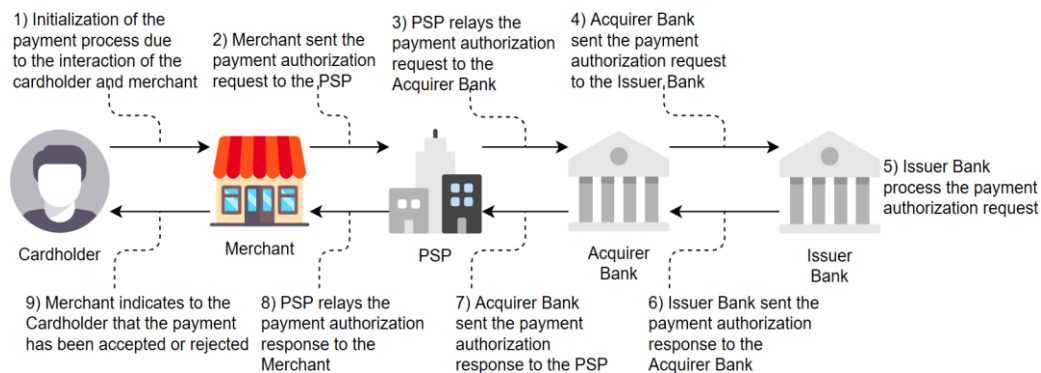 1) Initialization of the
payment process due
to the interaction of the
cardholder and merchant
2) Merchant sent the
payment authorization
request to the PSP
3) PSP relays the
payment authorization
request to the
Acquirer Bank
4) Acquirer Bank
sent the payment
authorization request
to the Issuer Bank
5) Issuer Bank
process the payment
authorization request
Cardholder
Merchant
PSP
Acquirer
Bank
Issuer
Bank
9) Merchant indicates to the
Cardholder that the payment
has been accepted or rejected
8) PSP relays the
payment authorization
response to the
Merchant
7) Acquirer Bank
sent the payment
authorization
response to the PSP
6) Issuer Bank sent the
payment authorization
response to the
Acquirer Bank